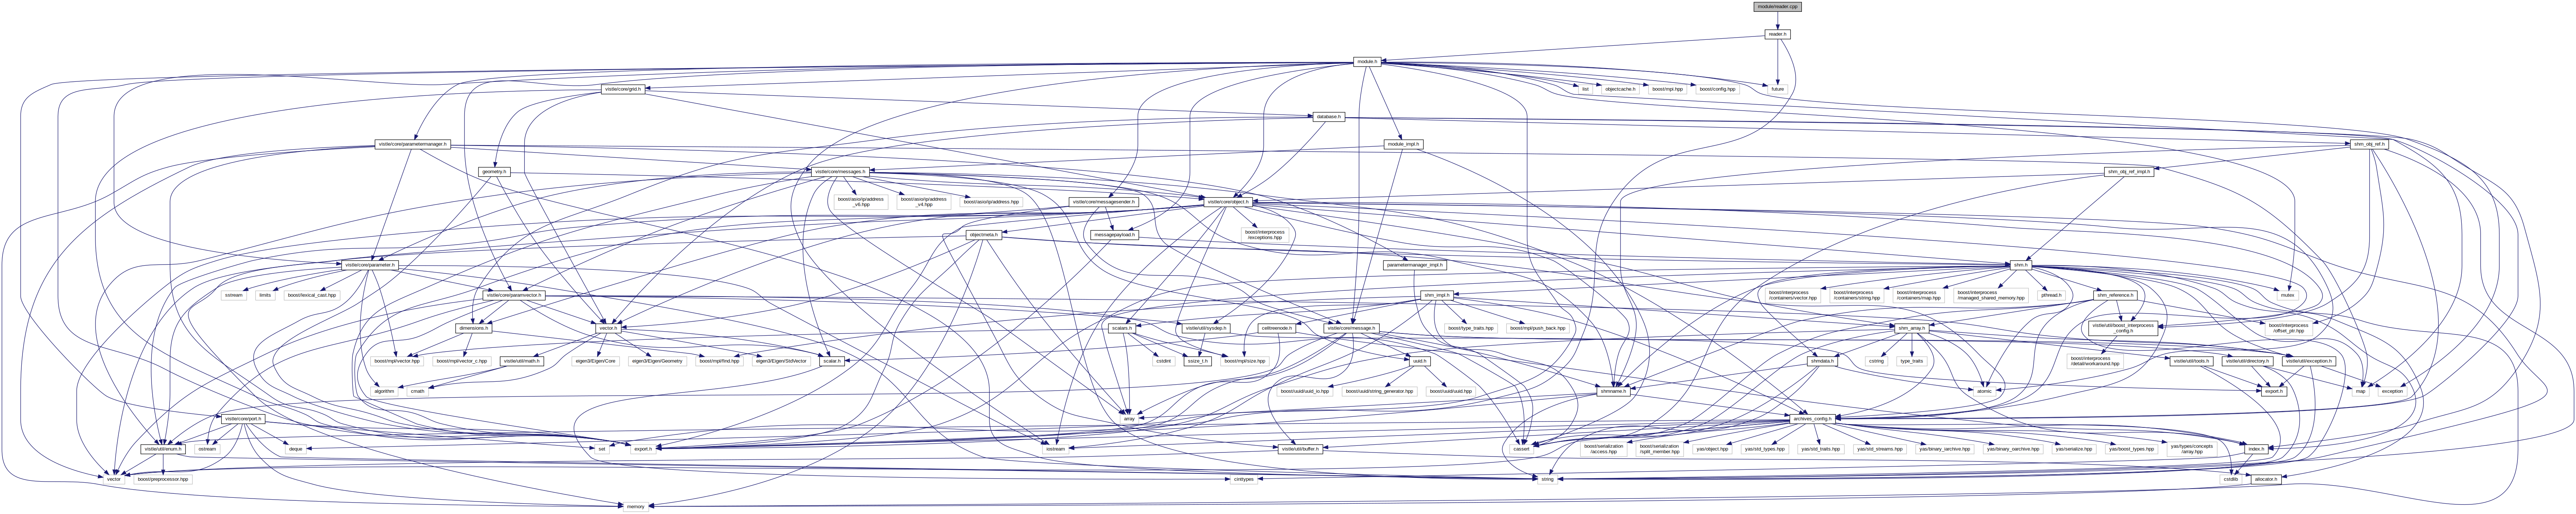 module/reader.cpp
reader.h
module.h
vistle/core/grid.h
list
objectcache.h
boost/mpi.hpp
boost/config.hpp
future
database.h
vistle/core/parametermanager.h
module_impl.h
shm_obj_ref.h
geometry.h
vistle/core/messages.h
shm_obj_ref_impl.h
boost/asio/ip/address
_v6.hpp
boost/asio/ip/address
_v4.hpp
boost/asio/ip/address.hpp
vistle/core/messagesender.h
vistle/core/object.h
objectmeta.h
messagepayload.h
boost/interprocess
/exceptions.hpp
vistle/core/parameter.h
parametermanager_impl.h
shm.h
sstream
limits
boost/lexical_cast.hpp
vistle/core/paramvector.h
shm_impl.h
boost/interprocess
/containers/vector.hpp
boost/interprocess
/containers/string.hpp
boost/interprocess
/containers/map.hpp
boost/interprocess
/managed_shared_memory.hpp
pthread.h
shm_reference.h
mutex
dimensions.h
vector.h
scalars.h
vistle/util/sysdep.h
celltreenode.h
vistle/core/message.h
boost/type_traits.hpp
boost/mpl/push_back.hpp
shm_array.h
vistle/util/boost_interprocess
_config.h
boost/interprocess
/offset_ptr.hpp
boost/mpl/vector.hpp
boost/mpl/vector_c.hpp
vistle/util/math.h
eigen3/Eigen/Core
eigen3/Eigen/Geometry
boost/mpl/find.hpp
eigen3/Eigen/StdVector
scalar.h
cstdint
ssize_t.h
boost/mpl/size.hpp
uuid.h
shmdata.h
cstring
type_traits
boost/interprocess
/detail/workaround.hpp
vistle/util/tools.h
vistle/util/directory.h
vistle/util/exception.h
algorithm
cmath
boost/uuid/uuid_io.hpp
boost/uuid/string_generator.hpp
boost/uuid/uuid.hpp
shmname.h
atomic
export.h
map
exception
vistle/core/port.h
array
archives_config.h
vistle/util/enum.h
ostream
deque
set
export.h
iostream
vistle/util/buffer.h
cassert
boost/serialization
/access.hpp
boost/serialization
/split_member.hpp
yas/object.hpp
yas/std_types.hpp
yas/std_traits.hpp
yas/std_streams.hpp
yas/binary_iarchive.hpp
yas/binary_oarchive.hpp
yas/serialize.hpp
yas/boost_types.hpp
yas/types/concepts
/array.hpp
index.h
vector
boost/preprocessor.hpp
cinttypes
string
cstdlib
allocator.h
memory